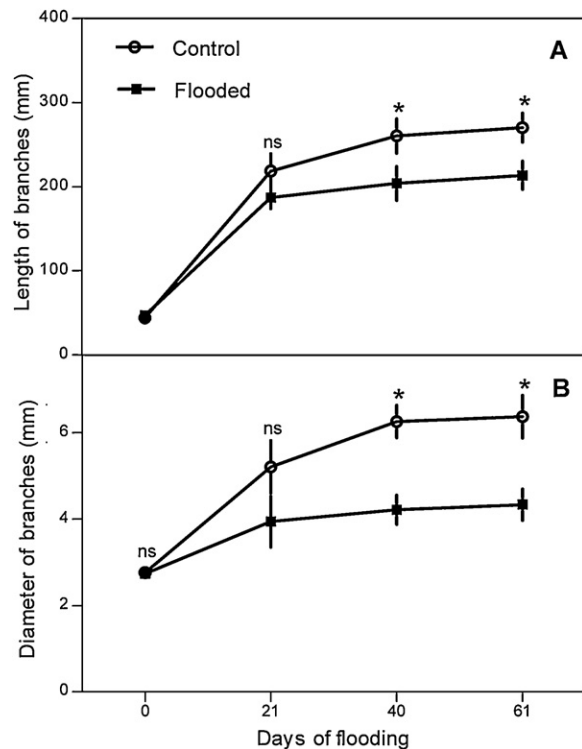 400
A
Control
Flooded
300
*
*
ns
200
100
0
Length of branches (mm)
B
*
*
6
ns
4
ns
2
0
Diameter of branches (mm)
0 21 40 61
Days of flooding